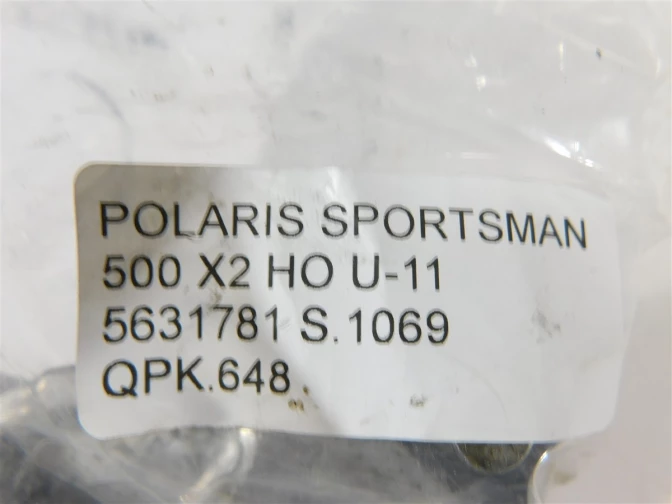 POLARIS SPORTSMAN
500 X2 HO U-11
5631781 S.1069
QPK.648